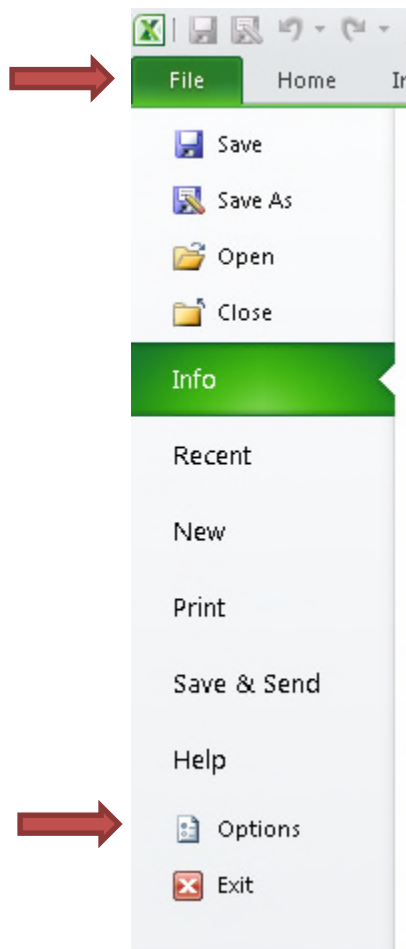 File Home
Save
Save As
Open
Close
Info
Recent
New
Print
Save & Send
Help
Options
Exit